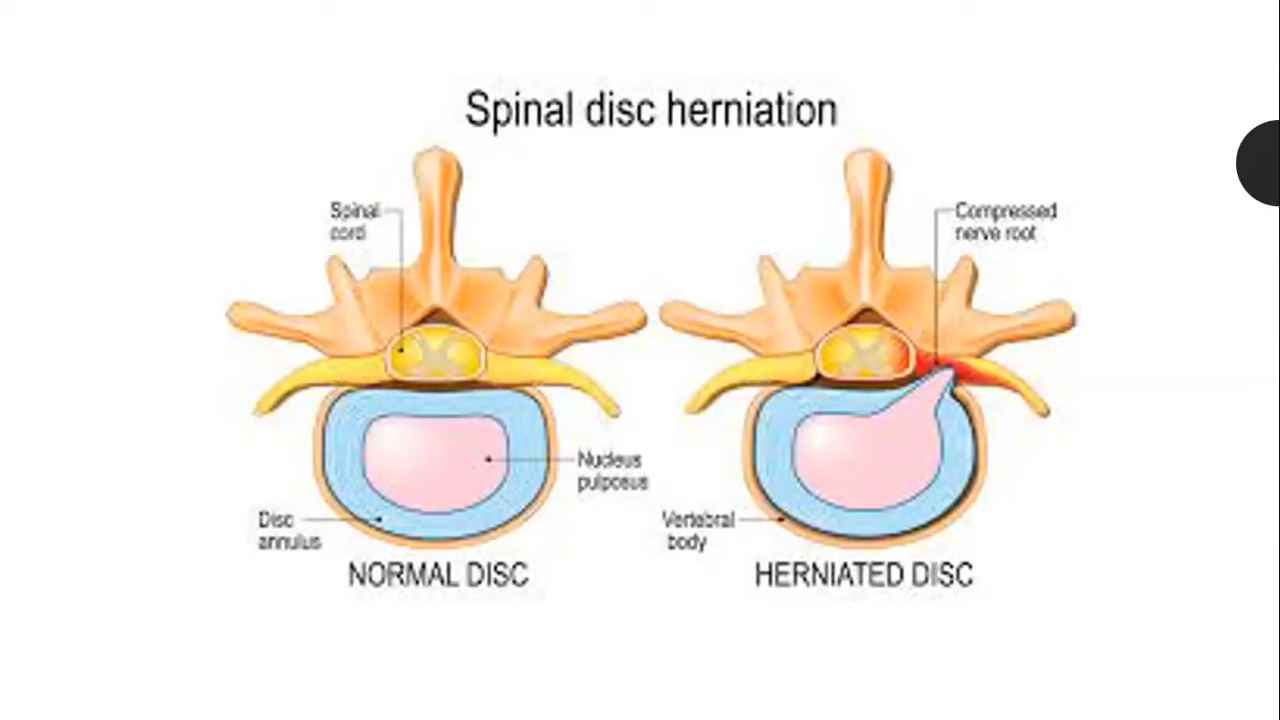 Spinal disc herniation
Spinal
cord
Compressed
nerve root
Nucleus
pulposus
Disc
annulus
Vertebral
body
NORMAL DISC
HERNIATED DISC